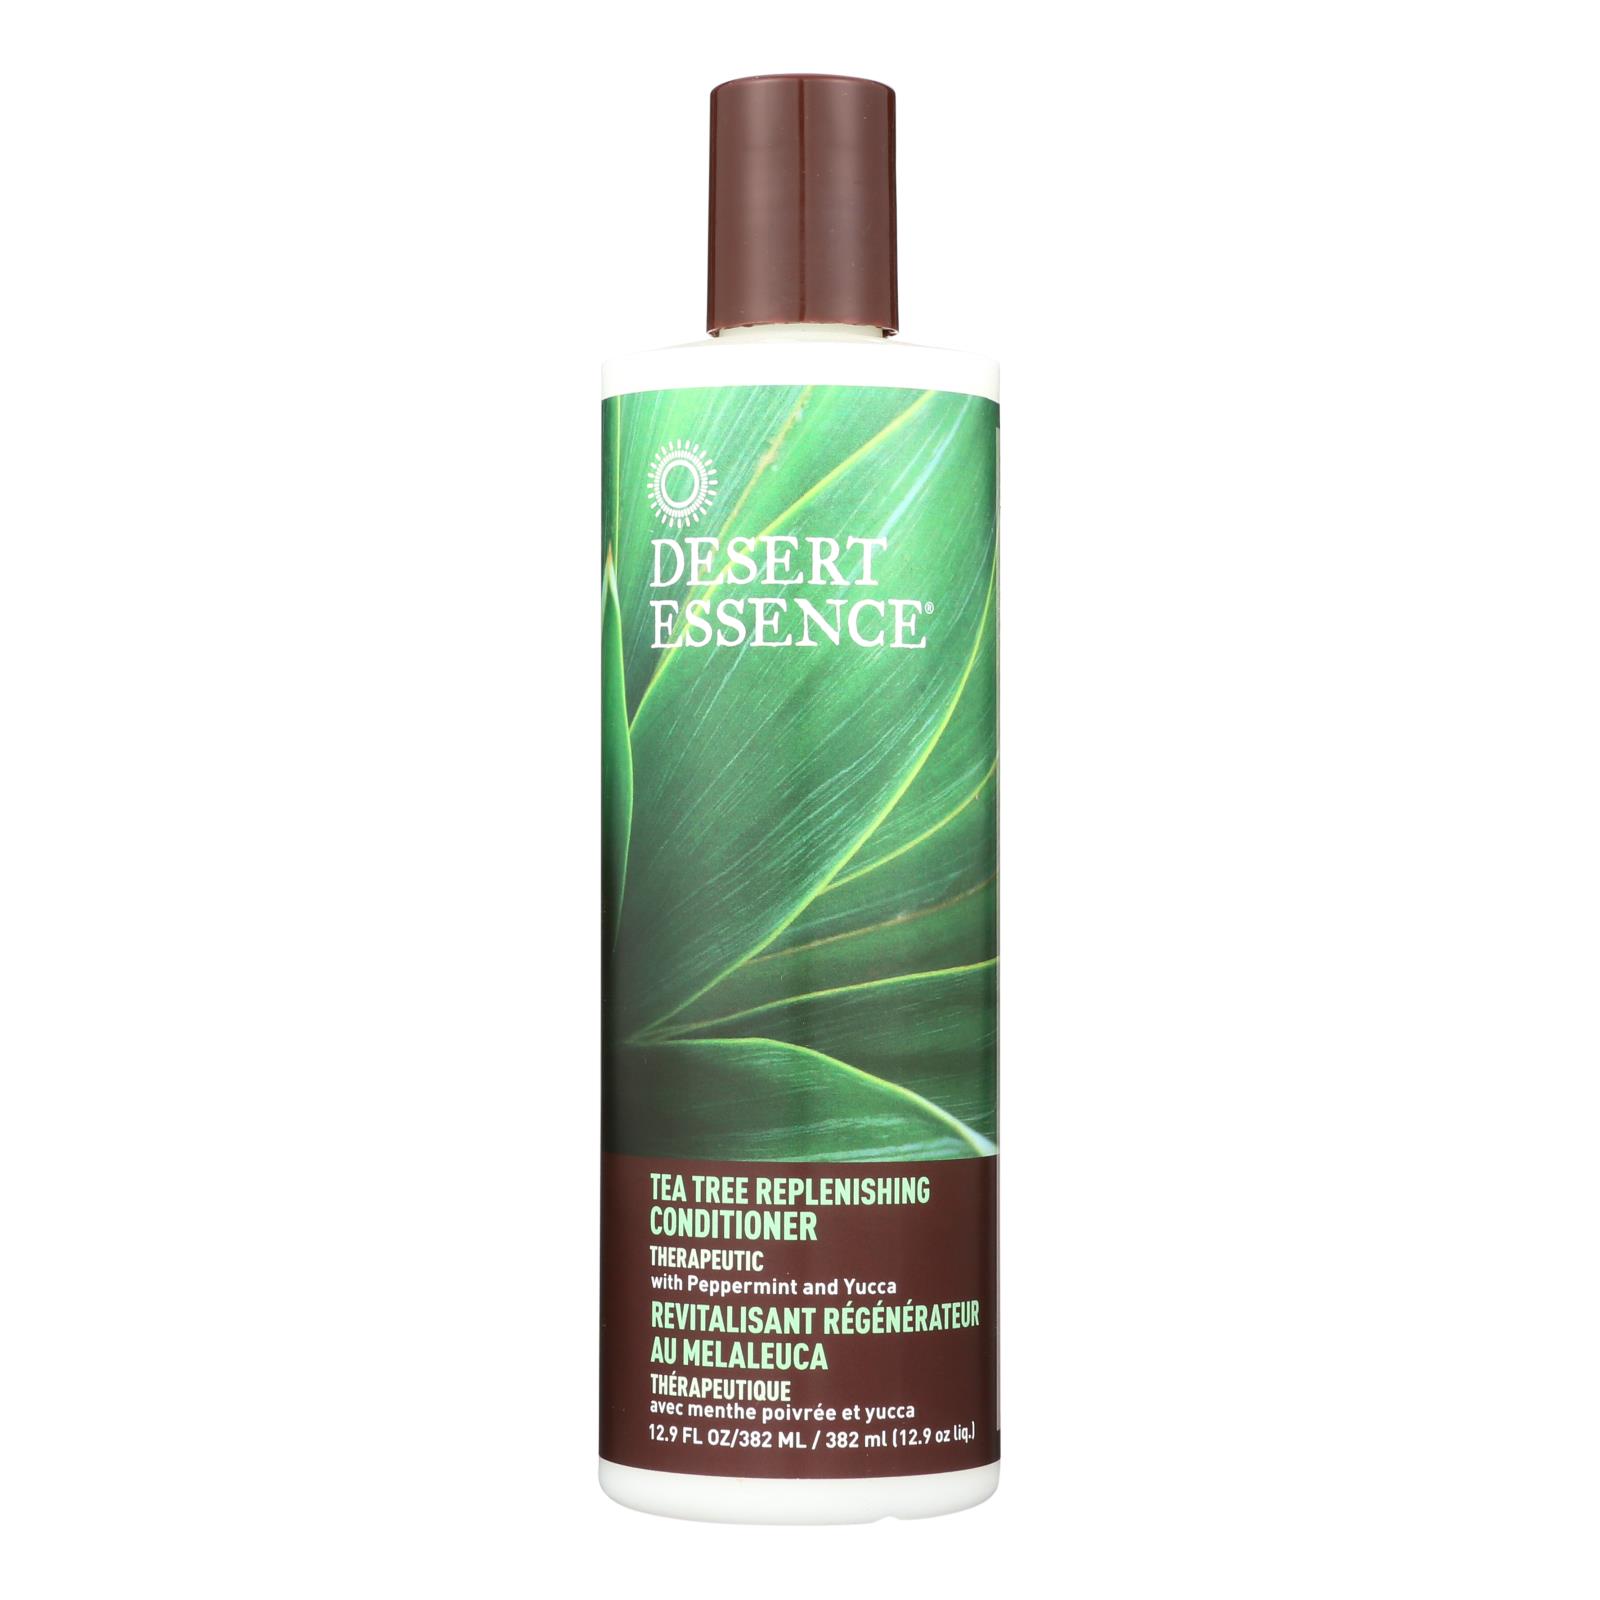 DESERT
ESSENCE®
TEA TREE REPLENISHING
CONDITIONER
THERAPEUTIC
with Peppermint and Yucca
REVITALISANT RÉGÉNÉRATEUR
AU MELALEUCA
THÉRAPEUTIQUE
avec menthe poivrée et yucca
12.9 FL OZ/382 ML / 382 ml (12.9 oz liq.)